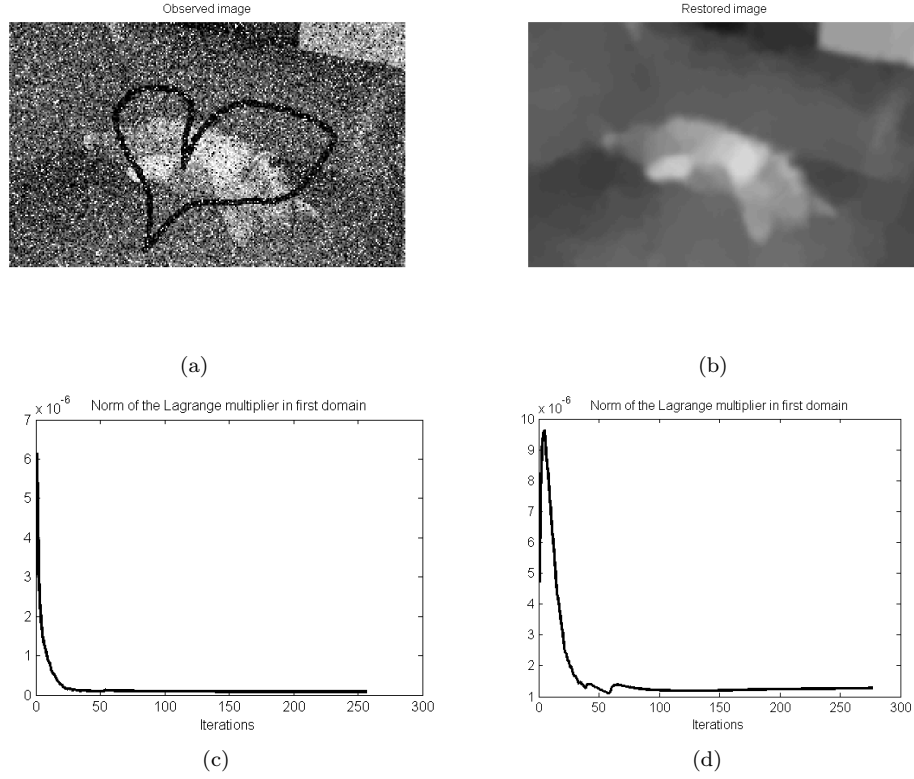 Observed image
Restored image
(a)
(b)
x 10^-6
Norm of the Lagrange multiplier in first domain
7
6
5
4
3
2
1
0
0 50 100 150 200 250 300
Iterations
(c)
x 10^-6
Norm of the Lagrange multiplier in first domain
10
9
8
7
6
5
4
3
2
1
0 50 100 150 200 250 300
Iterations
(d)